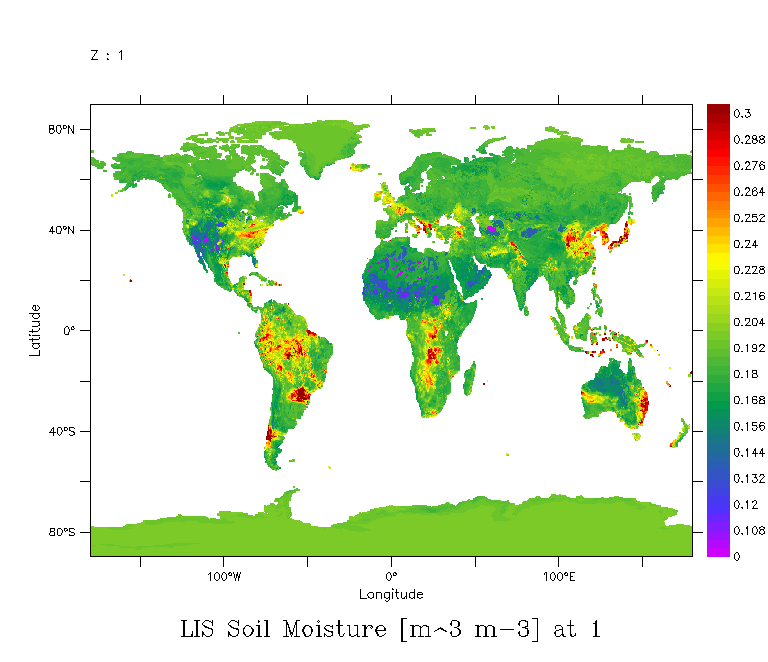 Z : 1
80°N
40°N
0°
40°S
80°S
Latitude
100°W
0°
100°E
Longitude
0.3
0.288
0.276
0.264
0.252
0.24
0.228
0.216
0.204
0.192
0.18
0.168
0.156
0.144
0.132
0.12
0.108
0
LIS Soil Moisture [m^3 m-3] at 1